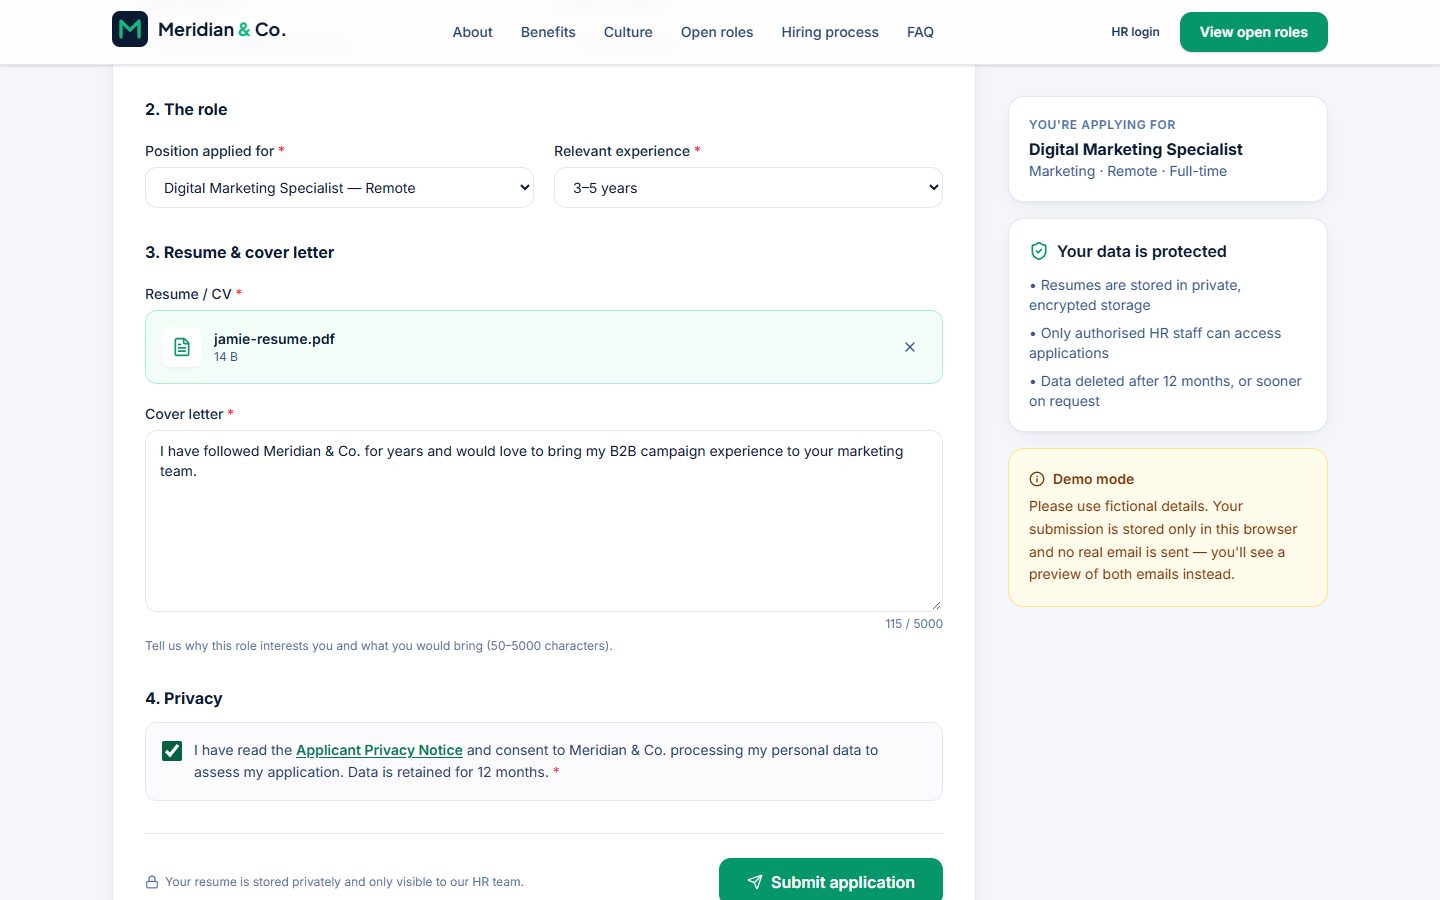 Meridian & Co.
About
Benefits
Culture
Open roles
Hiring process
FAQ
HR login
View open roles
2. The role
Position applied for *
Relevant experience *
Digital Marketing Specialist — Remote
3–5 years
3. Resume & cover letter
Resume / CV *
jamie-resume.pdf
14 B
Cover letter *
I have followed Meridian & Co. for years and would love to bring my B2B campaign experience to your marketing
team.
115 / 5000
Tell us why this role interests you and what you would bring (50–5000 characters).
4. Privacy
I have read the Applicant Privacy Notice and consent to Meridian & Co. processing my personal data to
assess my application. Data is retained for 12 months. *
Your resume is stored privately and only visible to our HR team.
Submit application
YOU'RE APPLYING FOR
Digital Marketing Specialist
Marketing · Remote · Full-time
Your data is protected
• Resumes are stored in private,
encrypted storage
• Only authorised HR staff can access
applications
• Data deleted after 12 months, or sooner
on request
Demo mode
Please use fictional details. Your
submission is stored only in this browser
and no real email is sent — you'll see a
preview of both emails instead.